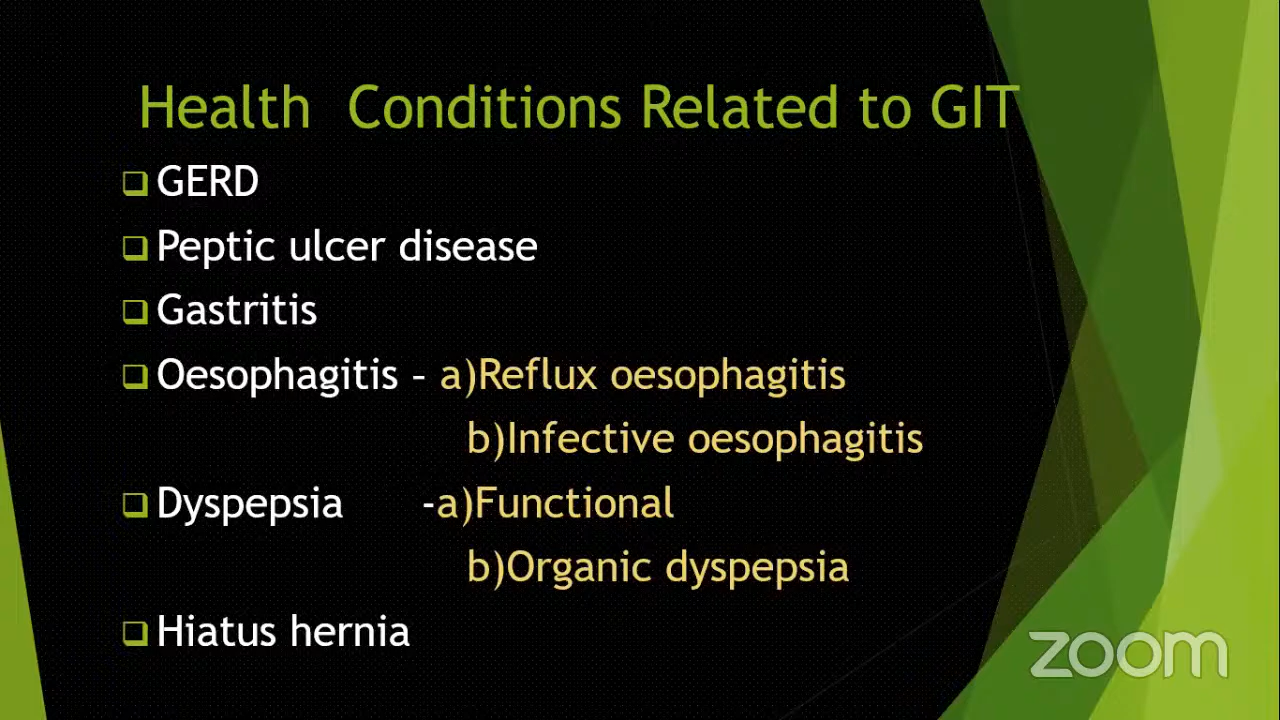 Health Conditions Related to GIT
GERD
Peptic ulcer disease
Gastritis
Oesophagitis – a)Reflux oesophagitis
b)Infective oesophagitis
Dyspepsia -a)Functional
b)Organic dyspepsia
Hiatus hernia
zoom